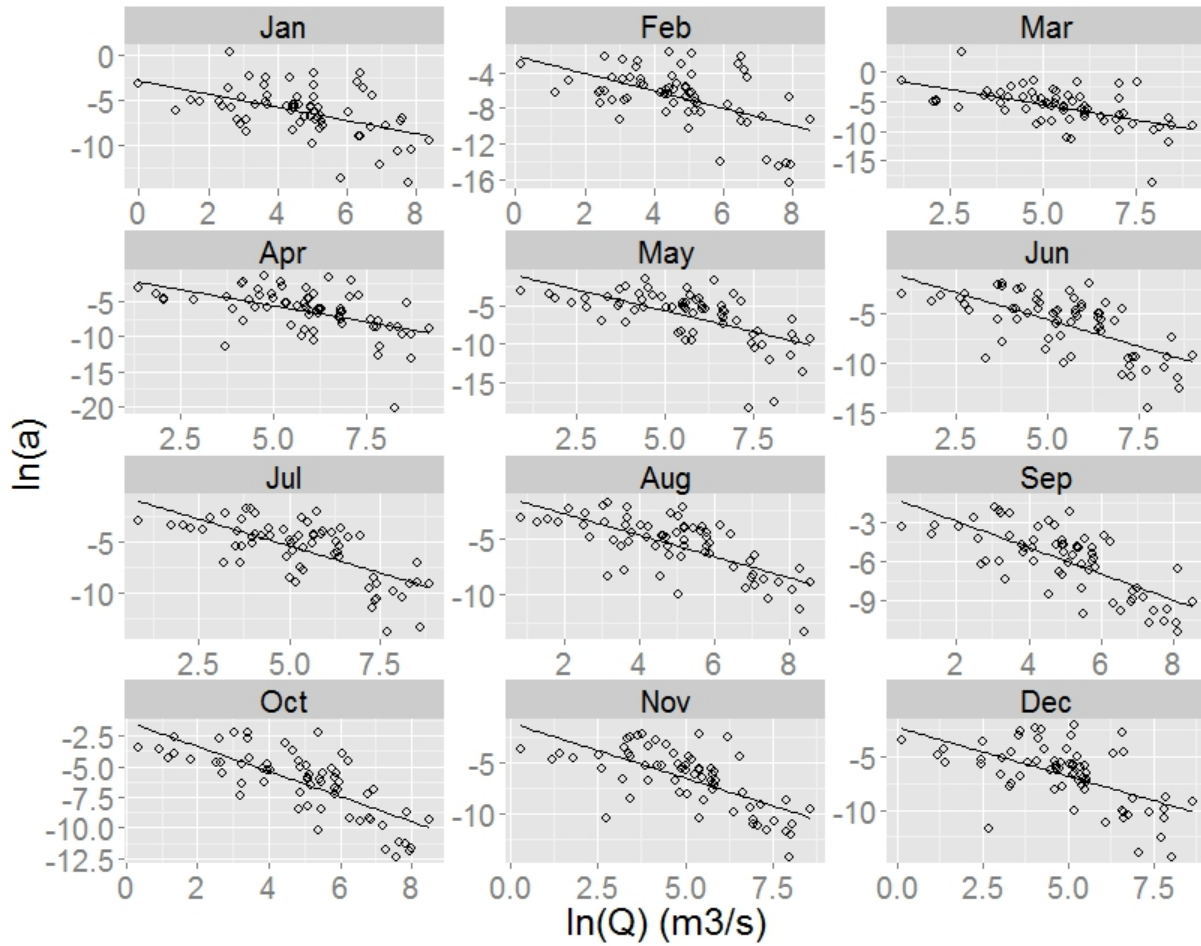 Jan Feb Mar
0 -5 -10
0 2 4 6 8
-4 -8 -12 -16
0 2 4 6 8
0 -5 -10 -15
2.5 5.0 7.5
Apr May Jun
-5 -10 -15 -20
2.5 5.0 7.5
-5 -10 -15
2.5 5.0 7.5
-5 -10 -15
2.5 5.0 7.5
ln(a)
Jul Aug Sep
-5 -10
2.5 5.0 7.5
-5 -10
2 4 6 8
-3 -6 -9
0 2 4 6 8
Oct Nov Dec
-2.5 -5.0 -7.5 -10.0 -12.5
0 2 4 6 8
-5 -10
0.0 2.5 5.0 7.5
-5 -10
0.0 2.5 5.0 7.5
ln(Q) (m3/s)